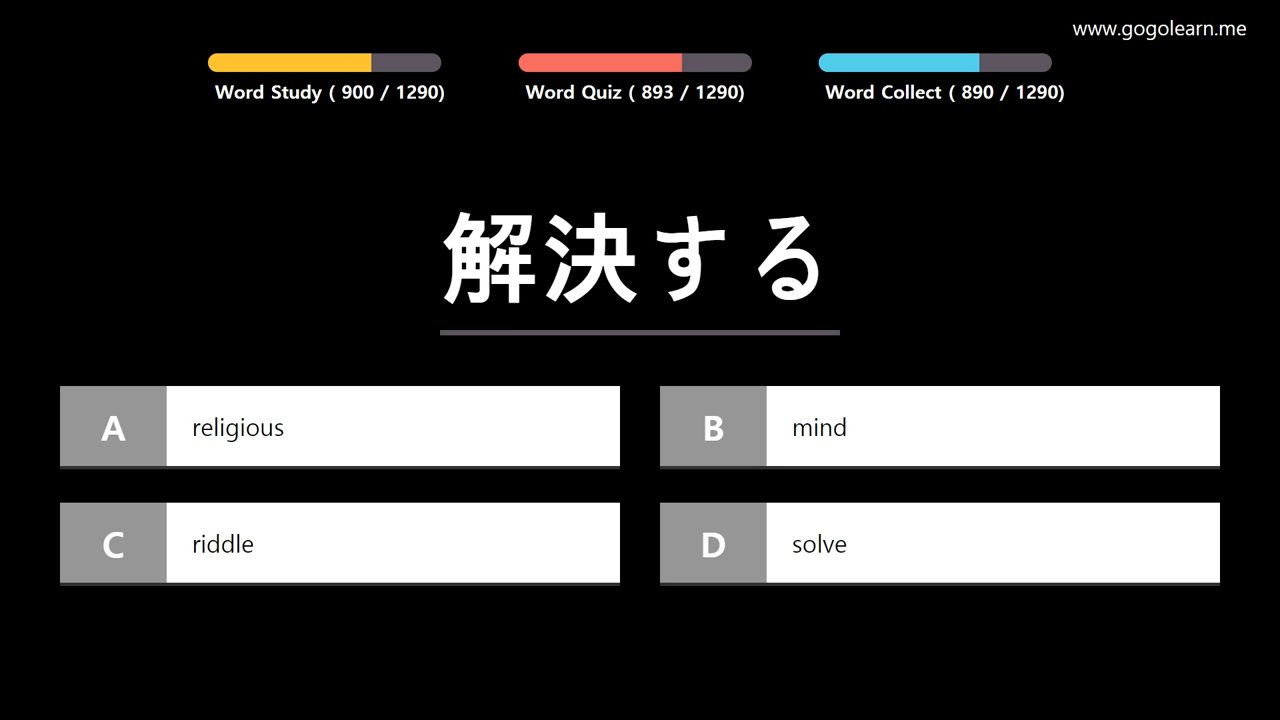 www.gogolearn.me
Word Study ( 900 / 1290)
Word Quiz ( 893 / 1290)
Word Collect ( 890 / 1290)
解決する
A religious
B mind
C riddle
D solve